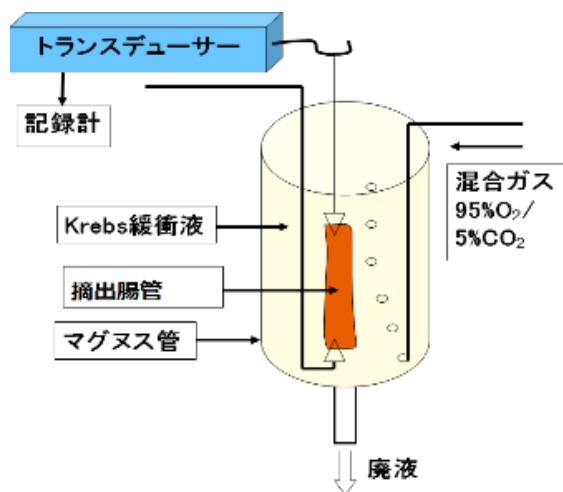 トランスデューサー
記録計
混合ガス
95%O₂/
5%CO₂
Krebs緩衝液
摘出腸管
マグヌス管
廃液